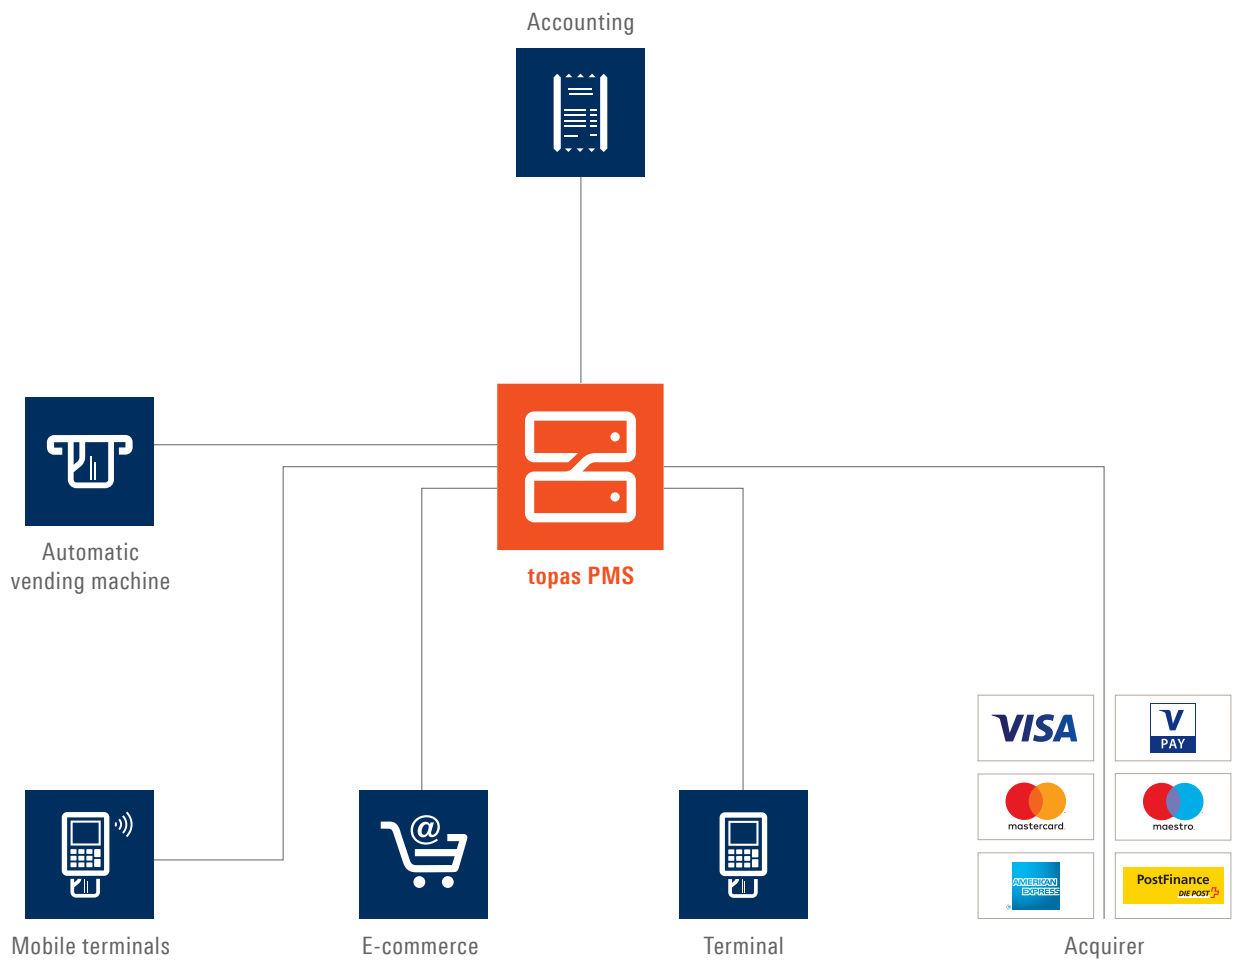 Accounting
Automatic
vending machine
topas PMS
VISA
V
PAY
mastercard.
maestro.
AMERICAN
EXPRESS
®
PostFinance
DIE POST
@
Mobile terminals
E-commerce
Terminal
Acquirer